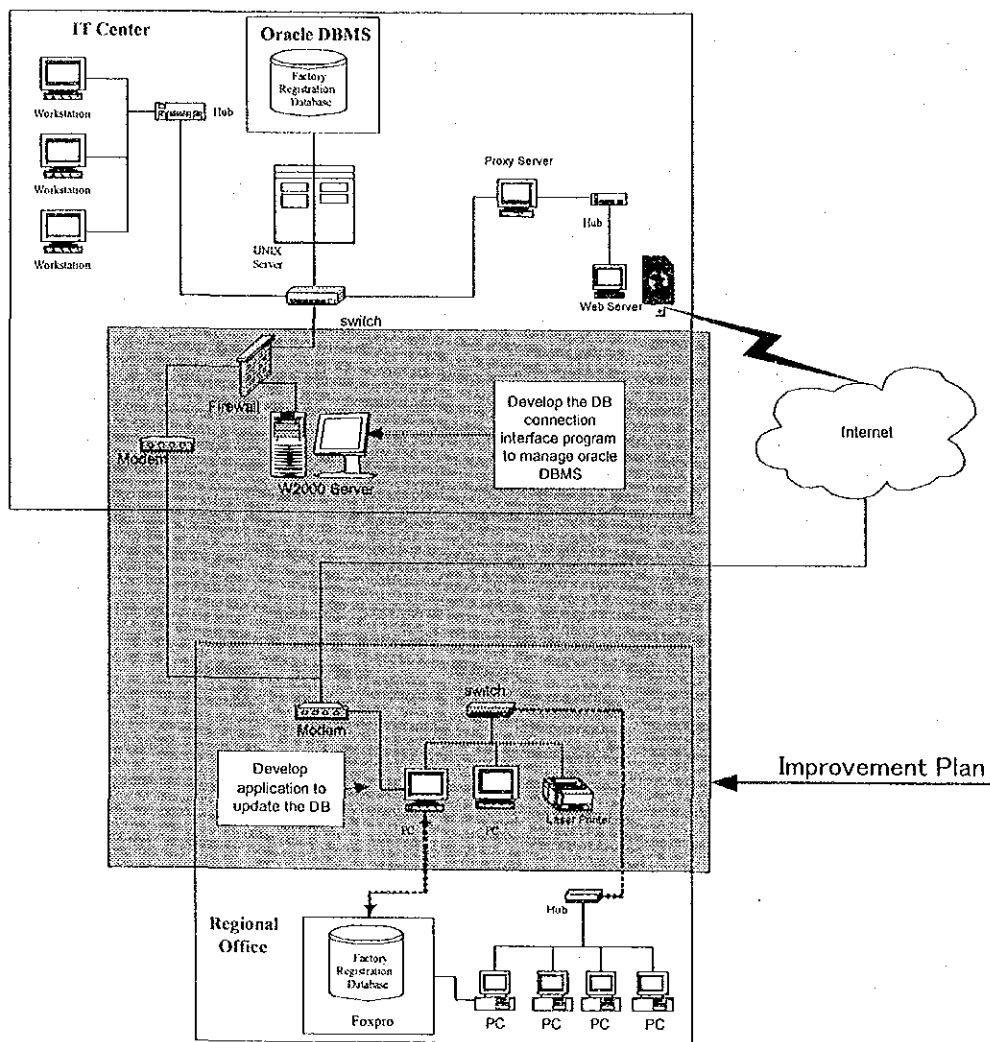 IT Center
Oracle DBMS
Factory
Registration
Database
Workstation
Hub
Workstation
Workstation
UNIX
Server
Proxy Server
Hub
Web Server
switch
Firewall
Modem
W2000 Server
Develop the DB
connection
interface program
to manage oracle
DBMS
Internet
switch
Modem
Develop
application to
update the DB
PC
PC
Laser Printer
Improvement Plan
Regional
Office
Hub
Factory
Registration
Database
Foxpro
PC
PC
PC
PC